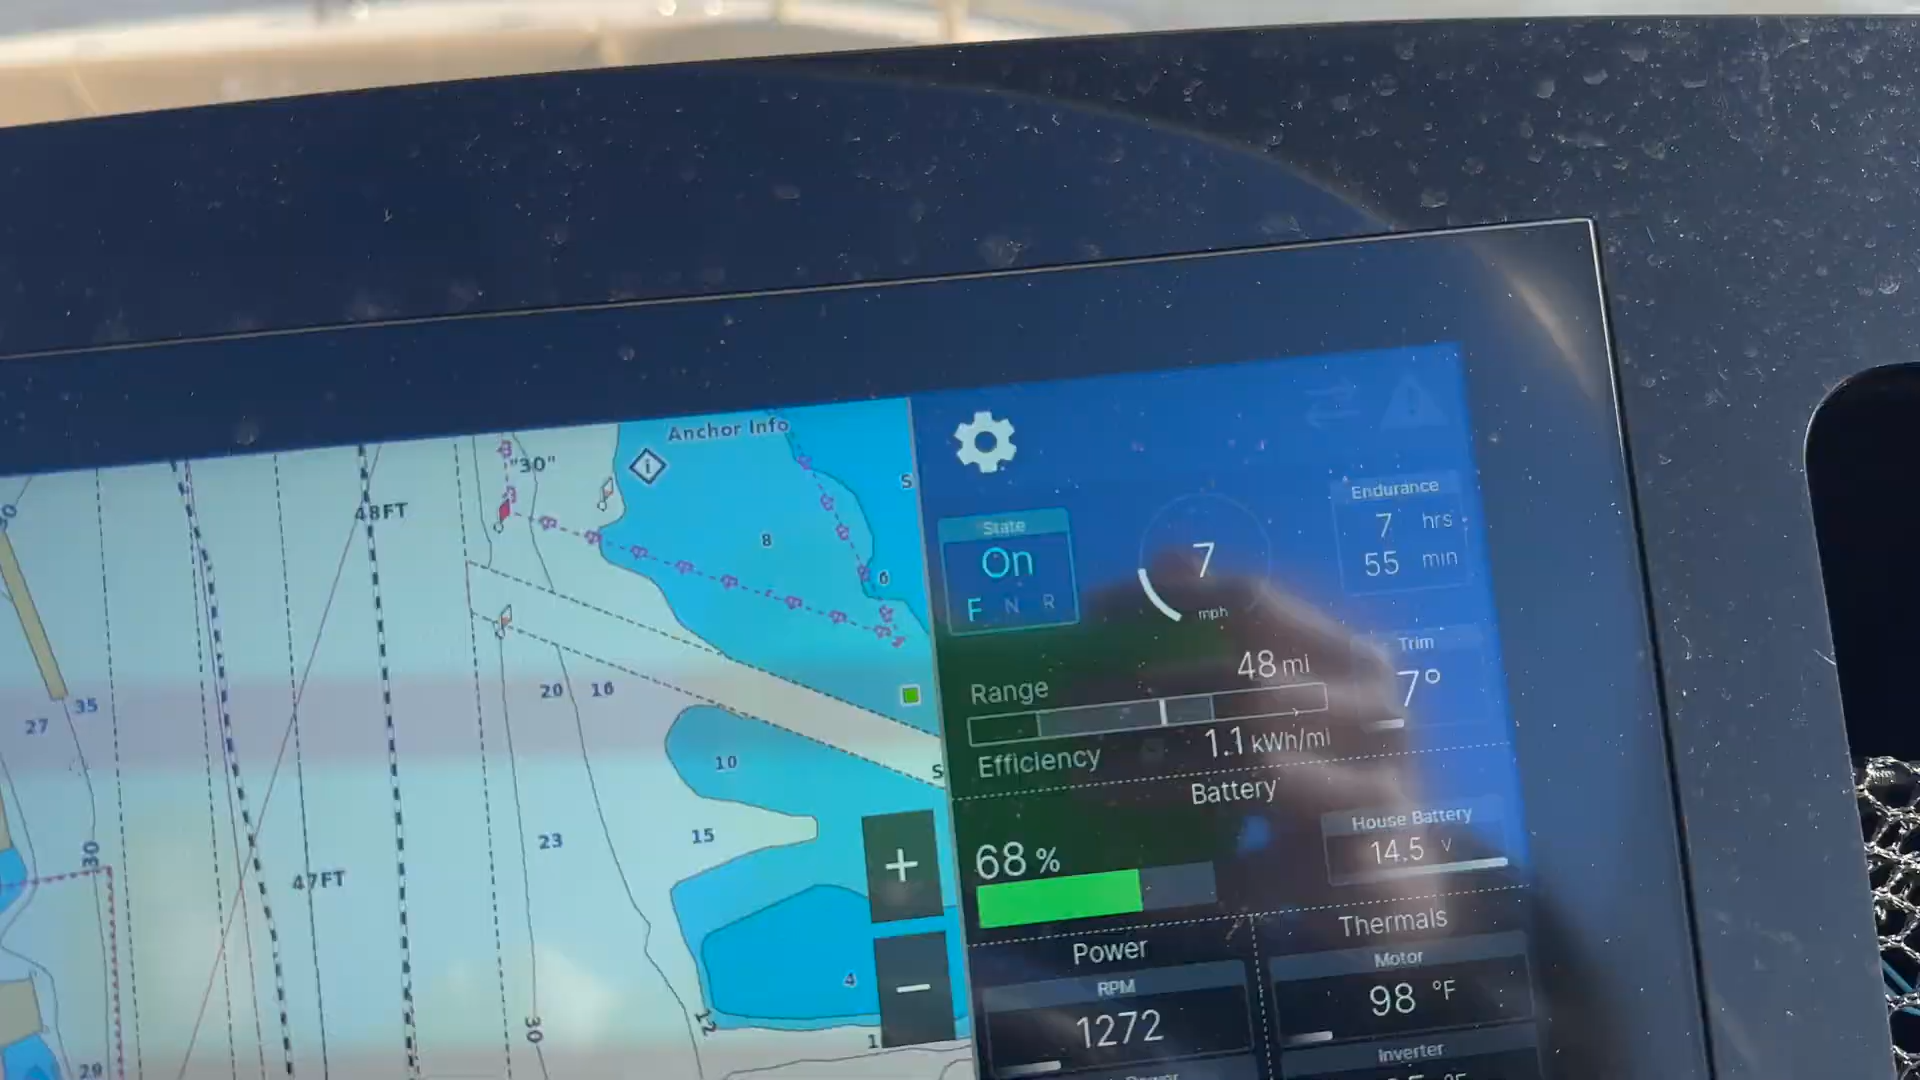 Anchor Info
"30"
48FT
8
6
S
20 16
35
27
10
S
23
15
30
47FT
4
12
30
29
1
+
−
State
On
F N R
7
mph
Endurance
7 hrs
55 min
Trim
7°
48 mi
Range
Efficiency
1.1 kWh/mi
Battery
68 %
House Battery
14.5 V
Power
RPM
1272
Power
Thermals
Motor
98 °F
Inverter
°F